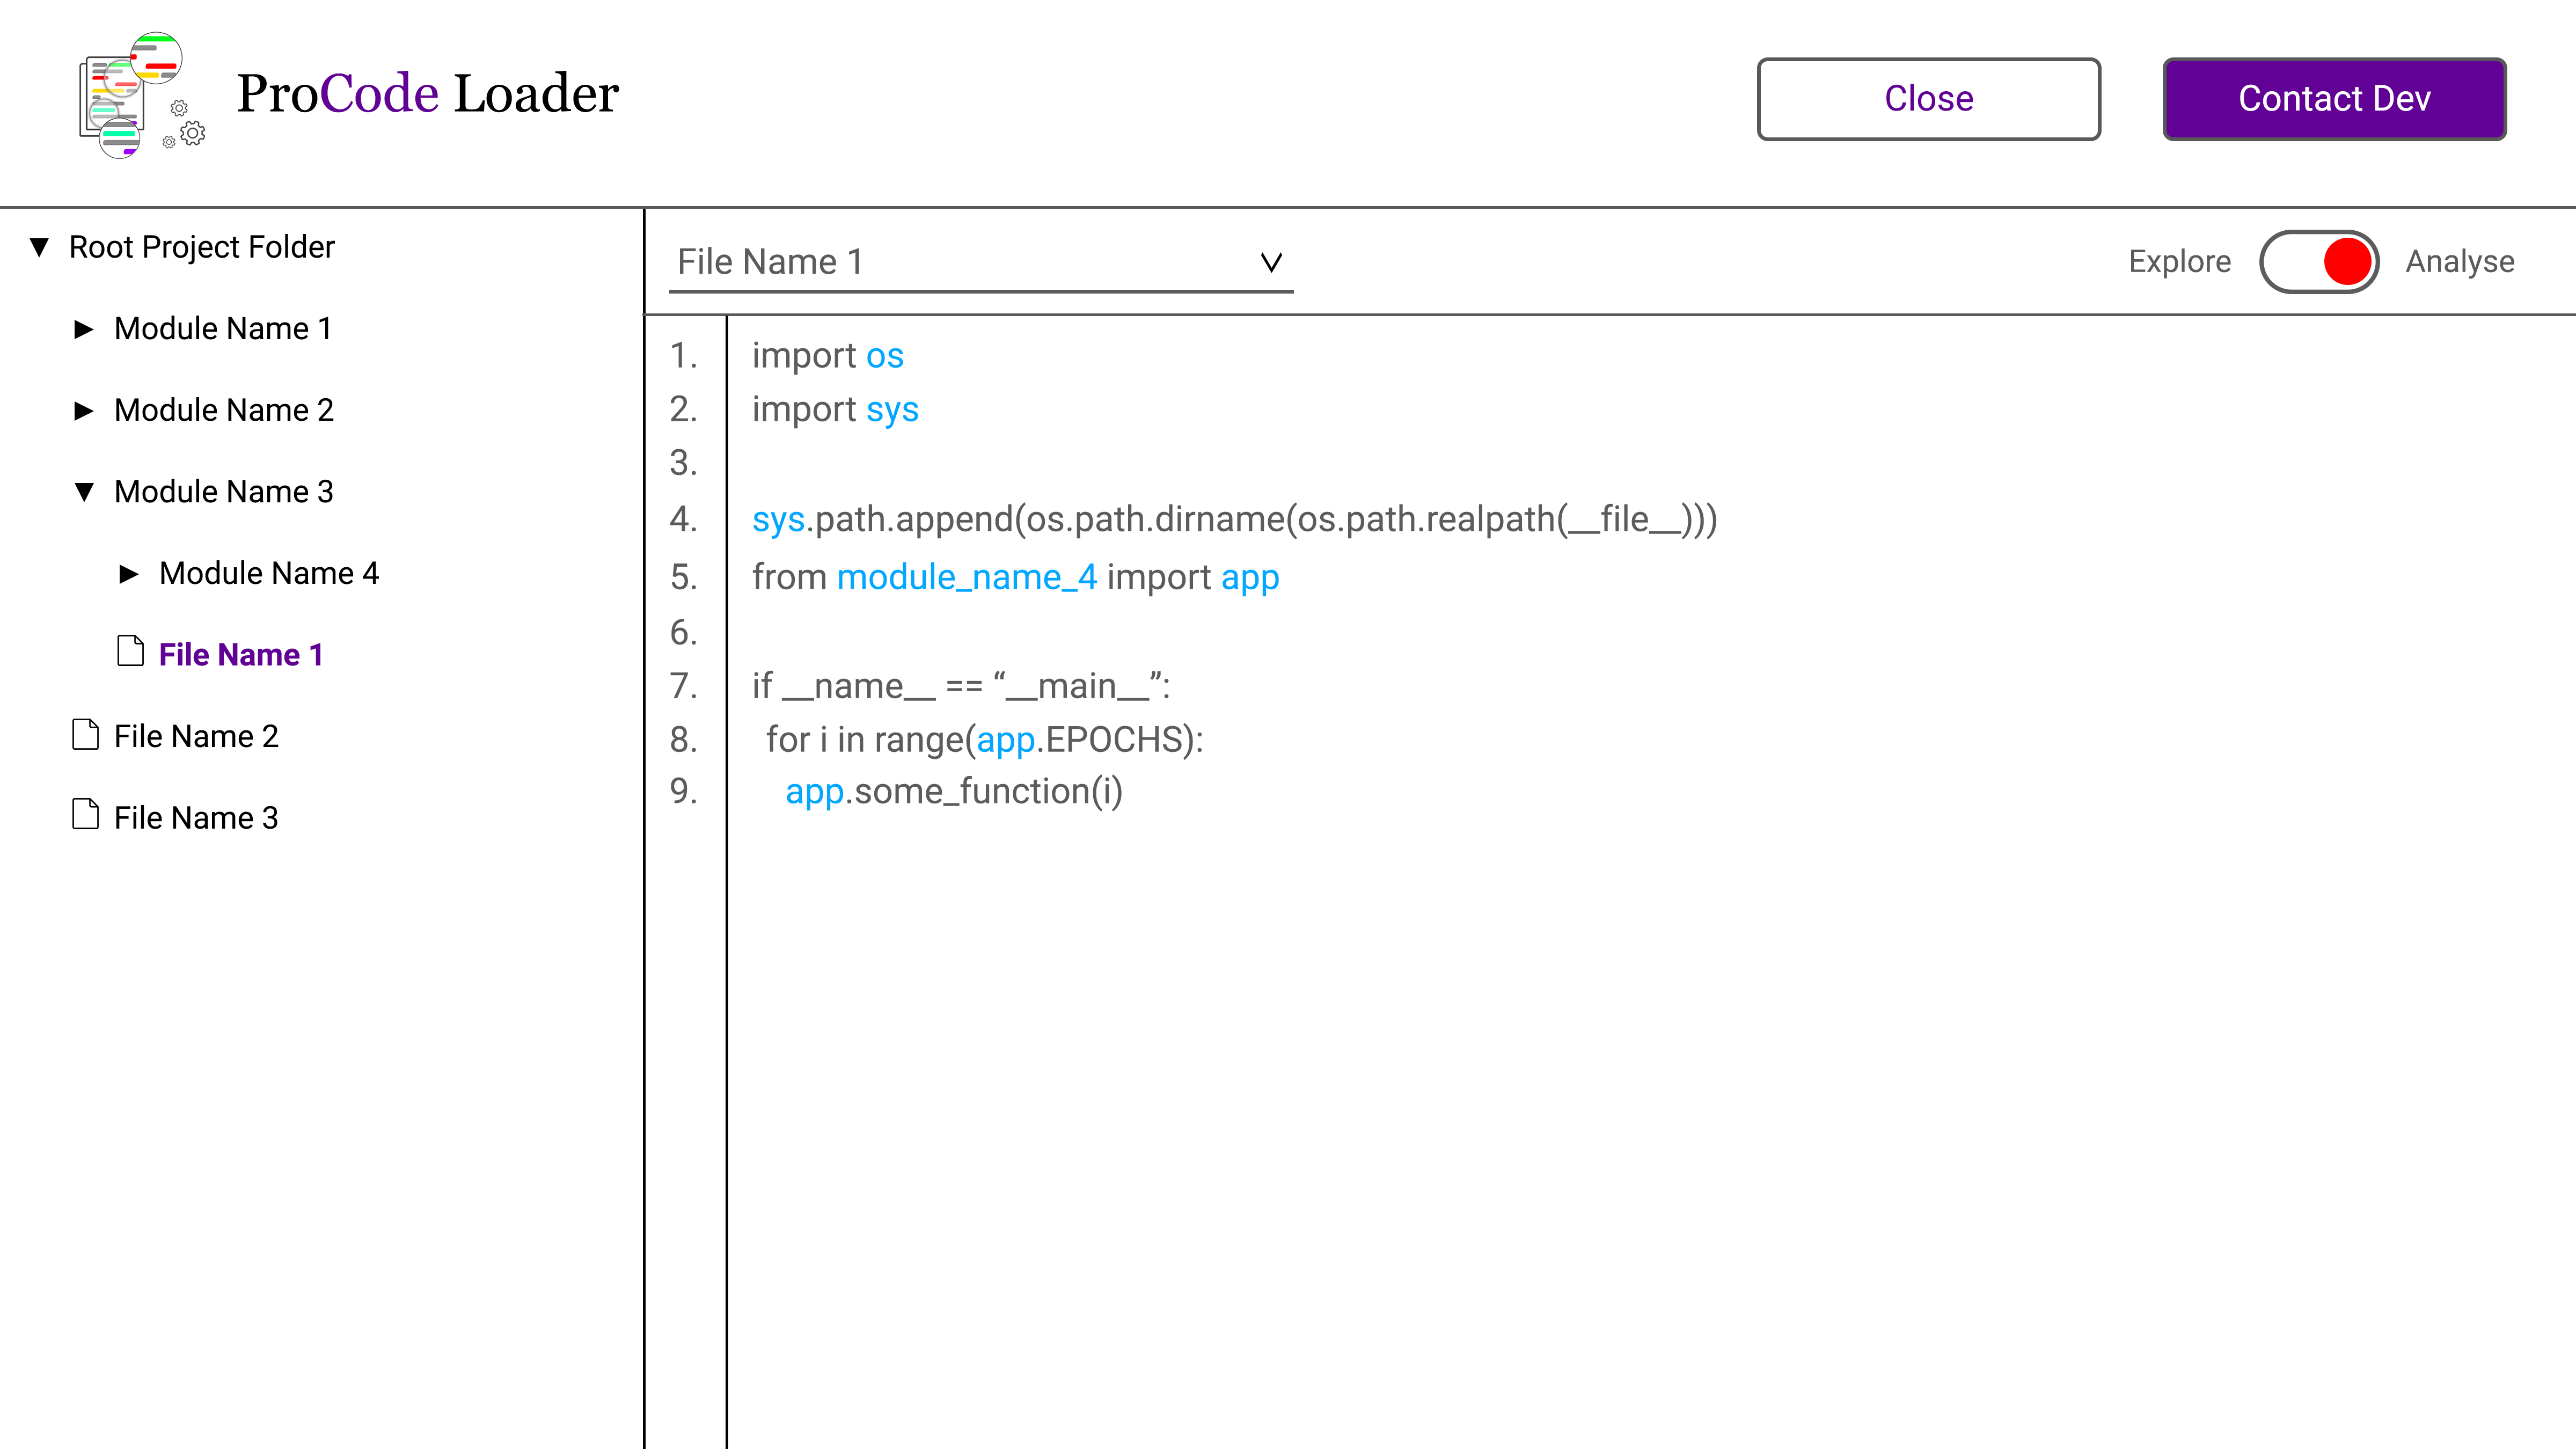 ProCode Loader
Close
Contact Dev
Root Project Folder
Module Name 1
Module Name 2
Module Name 3
Module Name 4
File Name 1
File Name 2
File Name 3
File Name 1
Explore
Analyse
1. import os
2. import sys
3.
4. sys.path.append(os.path.dirname(os.path.realpath(__file__)))
5. from module_name_4 import app
6.
7. if __name__ == “__main__”:
8. for i in range(app.EPOCHS):
9. app.some_function(i)